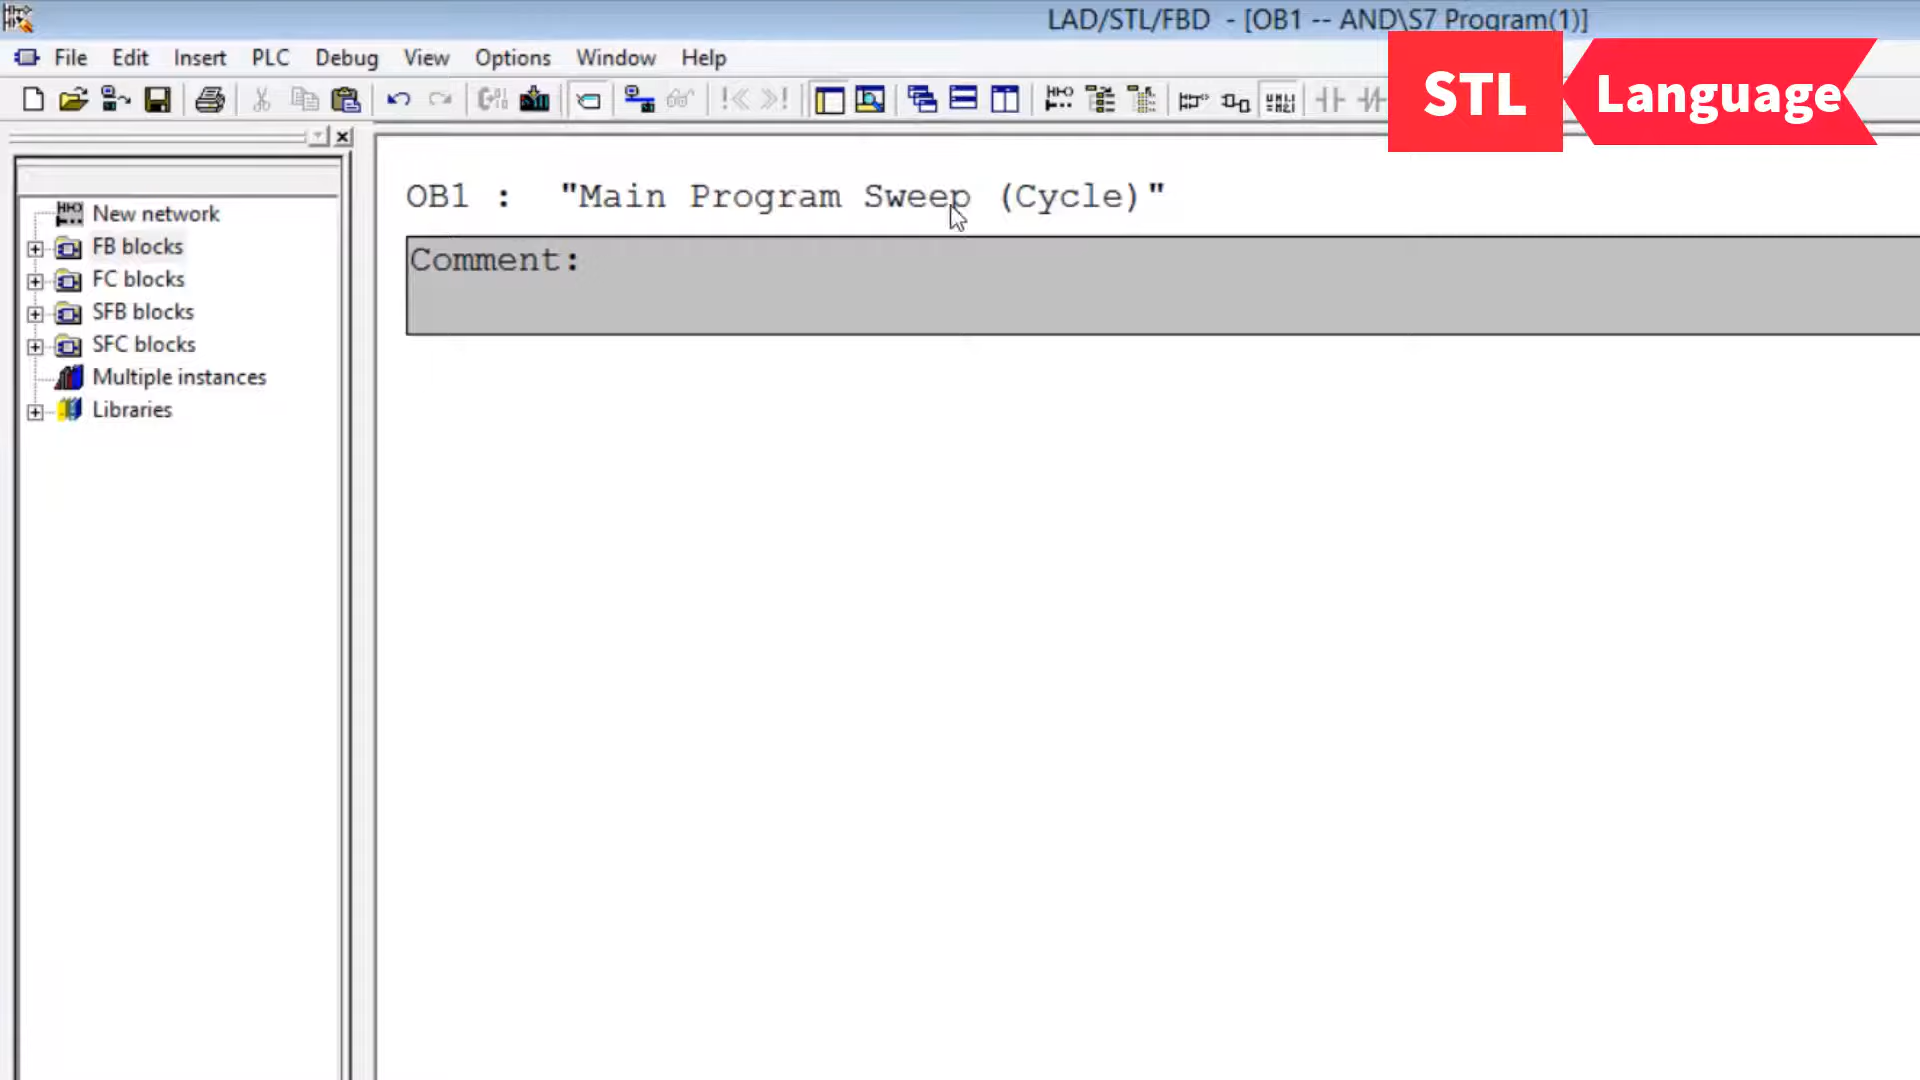 LAD/STL/FBD - [OB1 -- AND\S7 Program(1)]
File Edit Insert PLC Debug View Options Window Help
STL Language
New network
FB blocks
FC blocks
SFB blocks
SFC blocks
Multiple instances
Libraries
OB1 : "Main Program Sweep (Cycle)"
Comment: